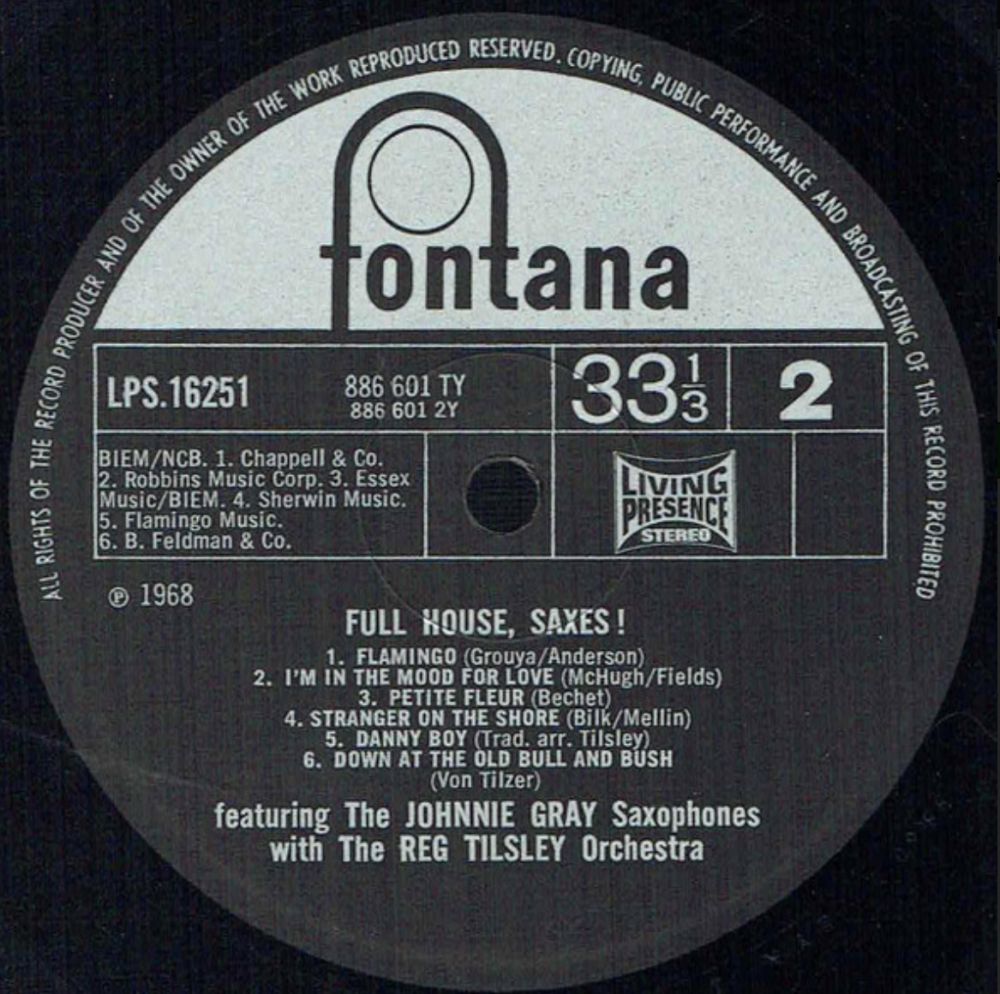 ALL RIGHTS OF THE RECORD PRODUCER AND OF THE OWNER OF THE WORK REPRODUCED RESERVED. COPYING, PUBLIC PERFORMANCE AND BROADCASTING OF THIS RECORD PROHIBITED
fontana
LPS.16251
886 601 TY
886 601 2Y
33⅓
2
BIEM/NCB. 1. Chappell & Co.
2. Robbins Music Corp. 3. Essex
Music/BIEM. 4. Sherwin Music.
5. Flamingo Music.
6. B. Feldman & Co.
LIVING
PRESENCE
STEREO
℗ 1968
FULL HOUSE, SAXES!
1. FLAMINGO (Grouya/Anderson)
2. I'M IN THE MOOD FOR LOVE (McHugh/Fields)
3. PETITE FLEUR (Bechet)
4. STRANGER ON THE SHORE (Bilk/Mellin)
5. DANNY BOY (Trad. arr. Tilsley)
6. DOWN AT THE OLD BULL AND BUSH
(Von Tilzer)
featuring The JOHNNIE GRAY Saxophones
with The REG TILSLEY Orchestra